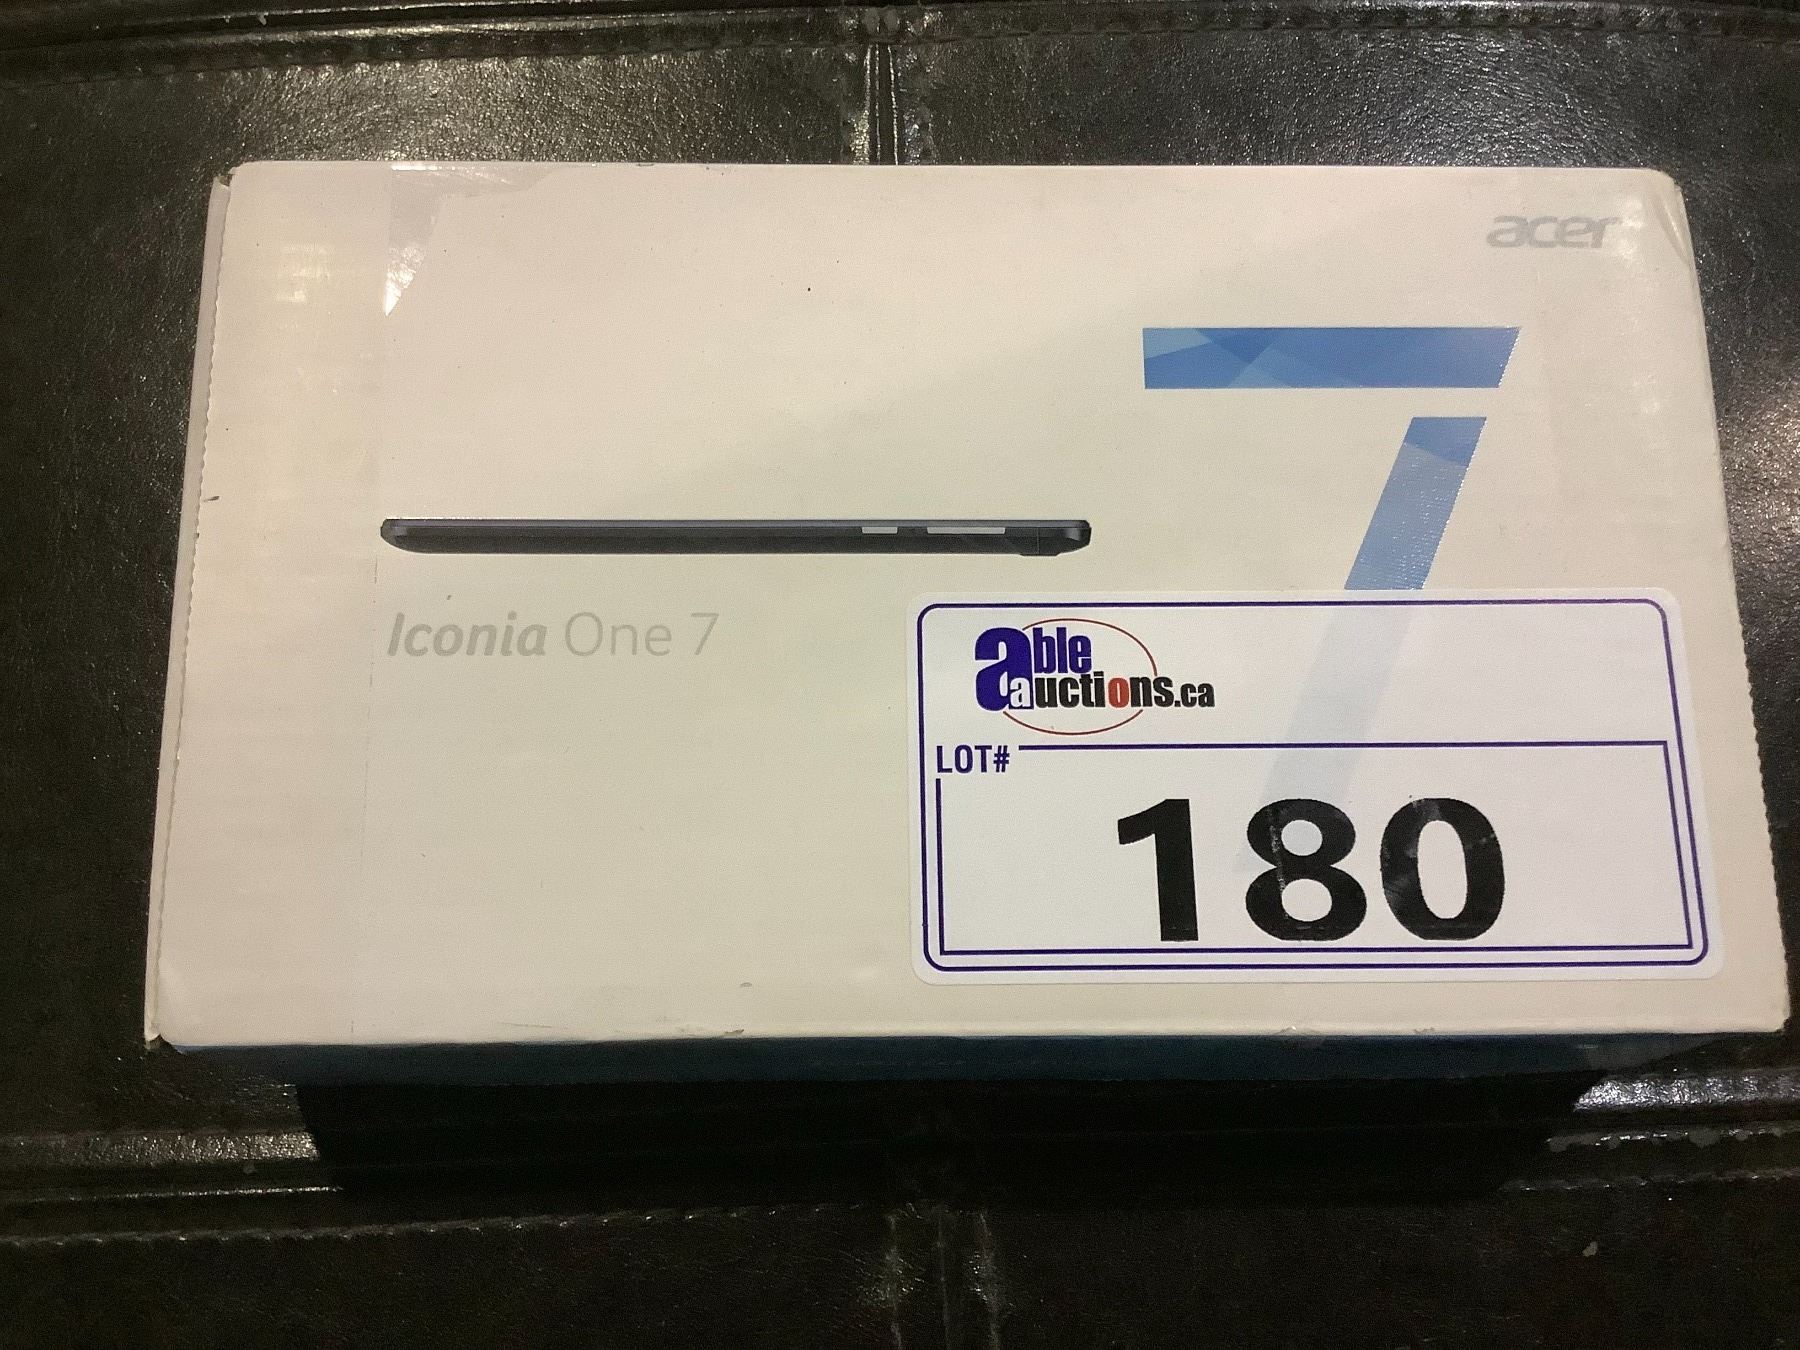 acer
7
Iconia One 7
able
auctions.ca
LOT#
180